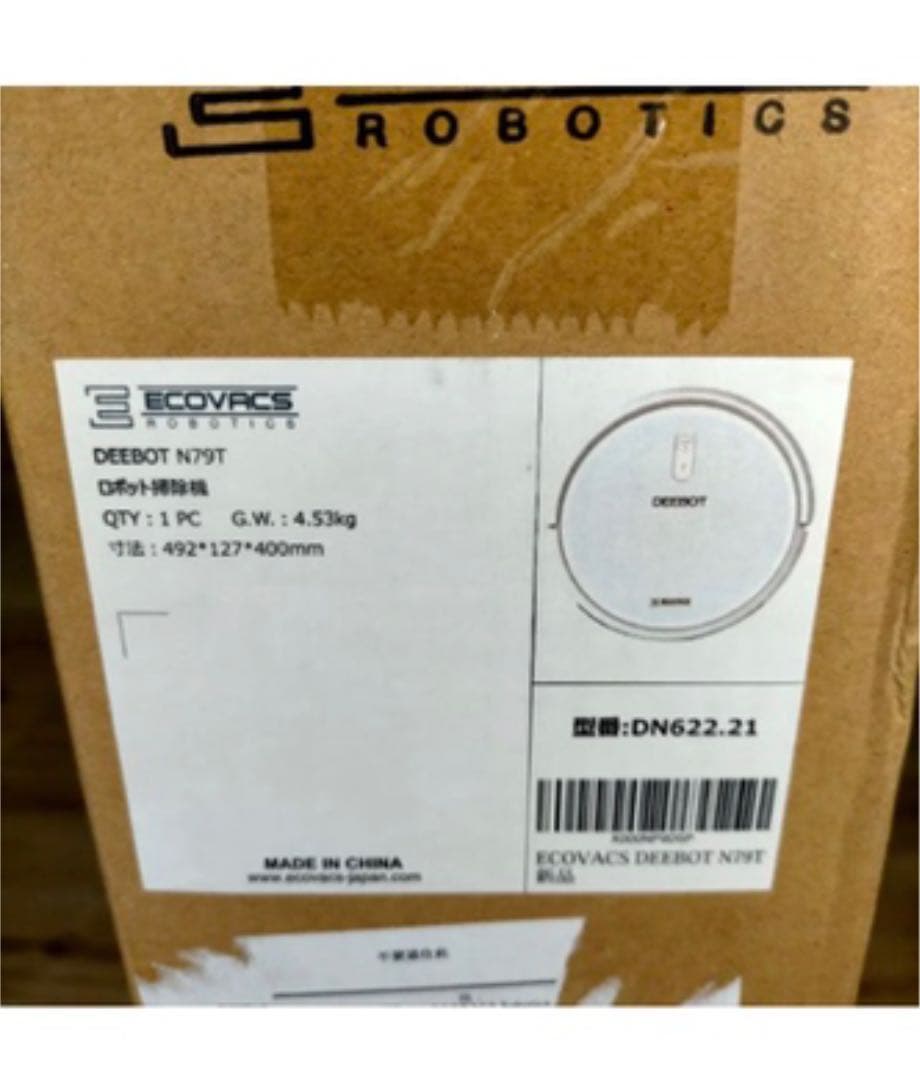 ROBOTICS
ECOVACS
ROBOTICS
DEEBOT N79T
ロボット掃除機
QTY : 1 PC G.W. : 4.53kg
寸法 : 492*127*400mm
DEEBOT
型番:DN622.21
ECOVACS DEEBOT N79T
新品
MADE IN CHINA
www.ecovacs-japan.com